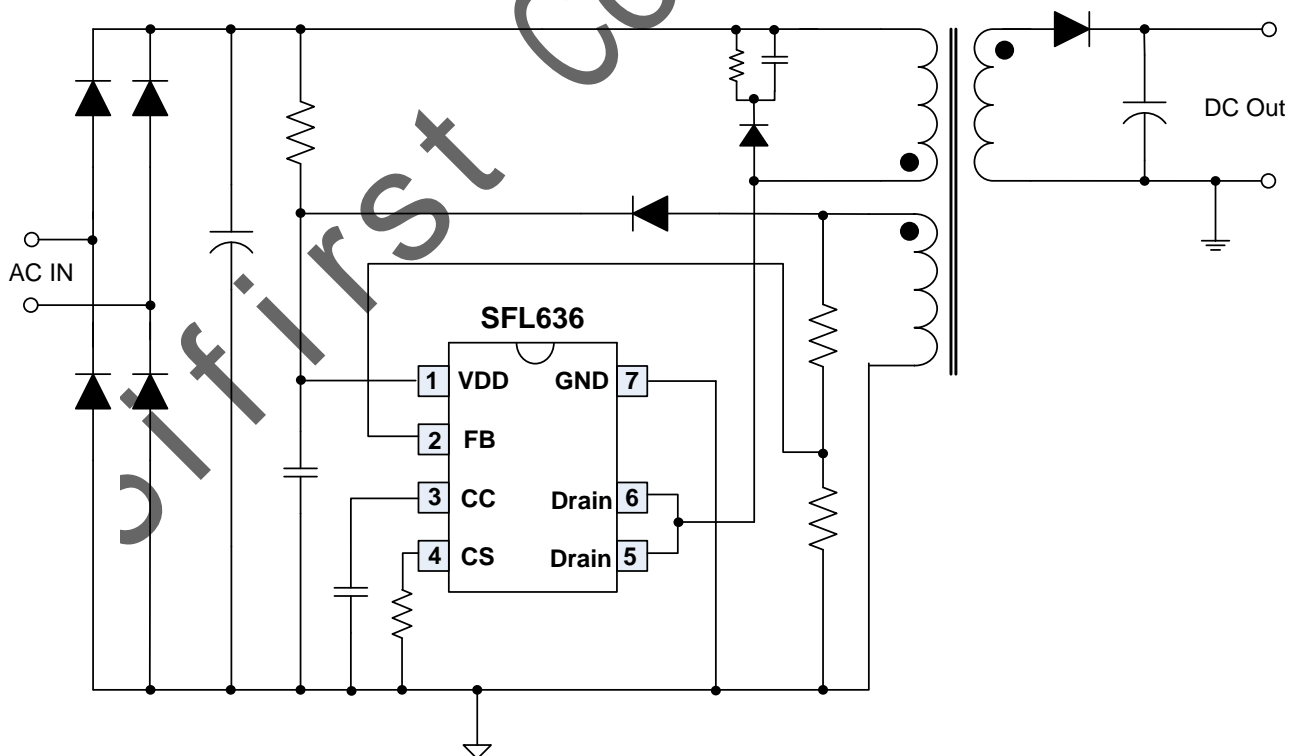 DC Out
AC IN
SFL636
1 VDD GND 7
2 FB
3 CC Drain 6
4 CS Drain 5